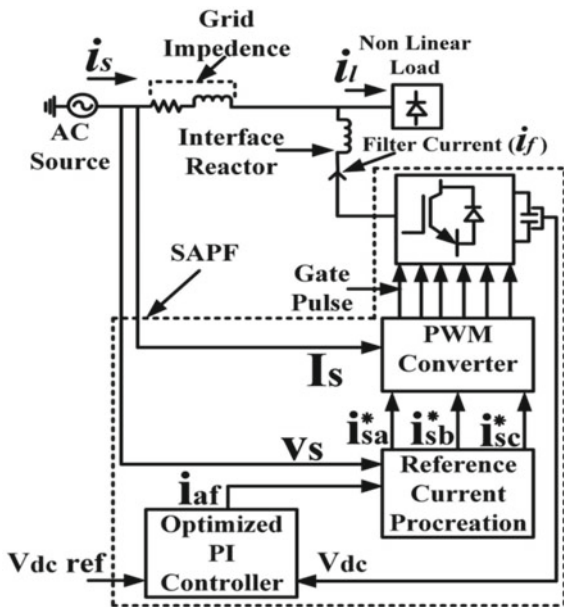 Grid
Impedence
is
il
Non Linear
Load
AC
Source
Interface
Reactor
Filter Current (if)
SAPF
Gate
Pulse
PWM
Converter
Is
i*sa
i*sb
i*sc
vs
iaf
Reference
Current
Procreation
Optimized
PI
Controller
Vdc ref
Vdc